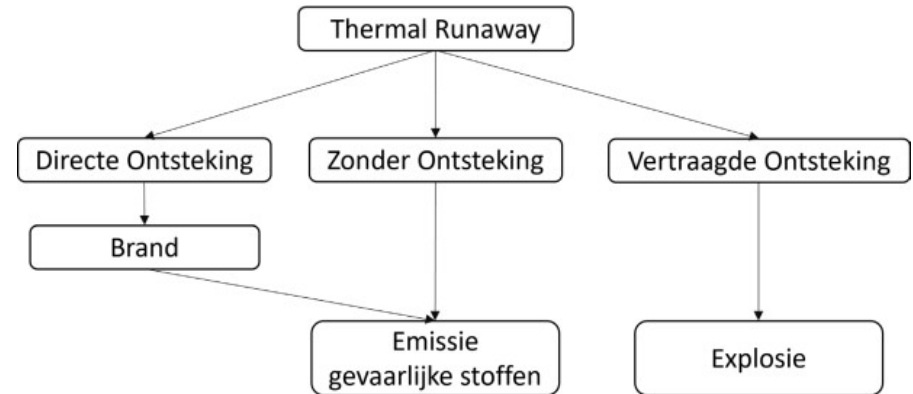 Thermal Runaway
Directe Ontsteking
Zonder Ontsteking
Vertraagde Ontsteking
Brand
Emissie
gevaarlijke stoffen
Explosie